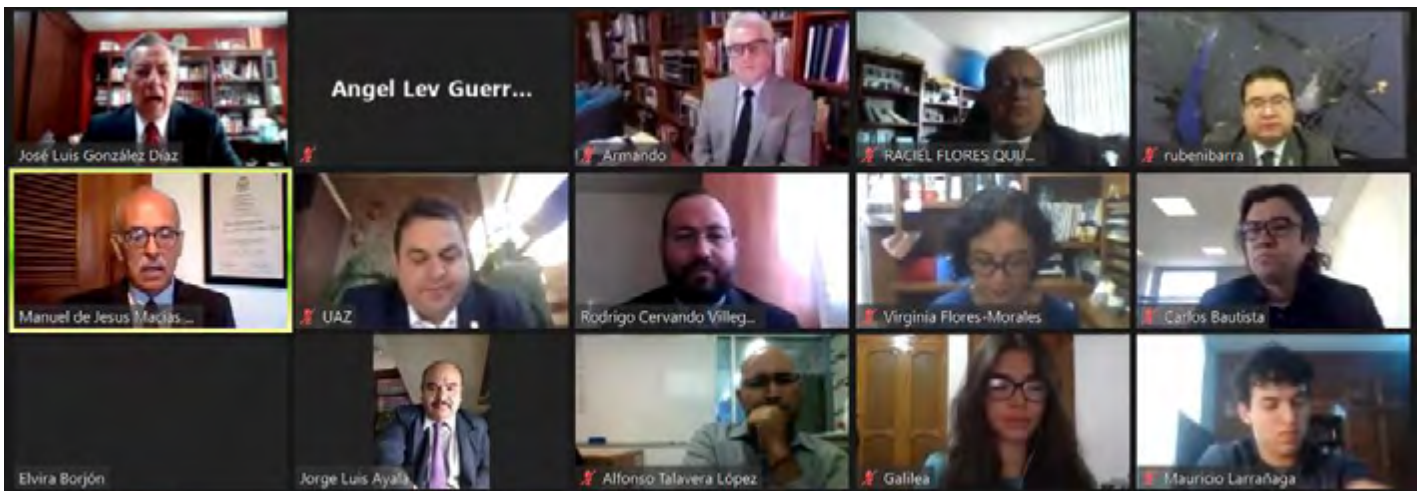 José Luis González Díaz
Angel Lev Guerr...
Armando
RACIEL FLORES QUI...
rubenibarra
Manuel de Jesus Macías ...
UAZ
Rodrigo Cervando Villeg...
Virginia Flores-Morales
Carlos Bautista
Elvira Borjón
Jorge Luis Ayala
Alfonso Talavera López
Galilea
Mauricio Larrañaga